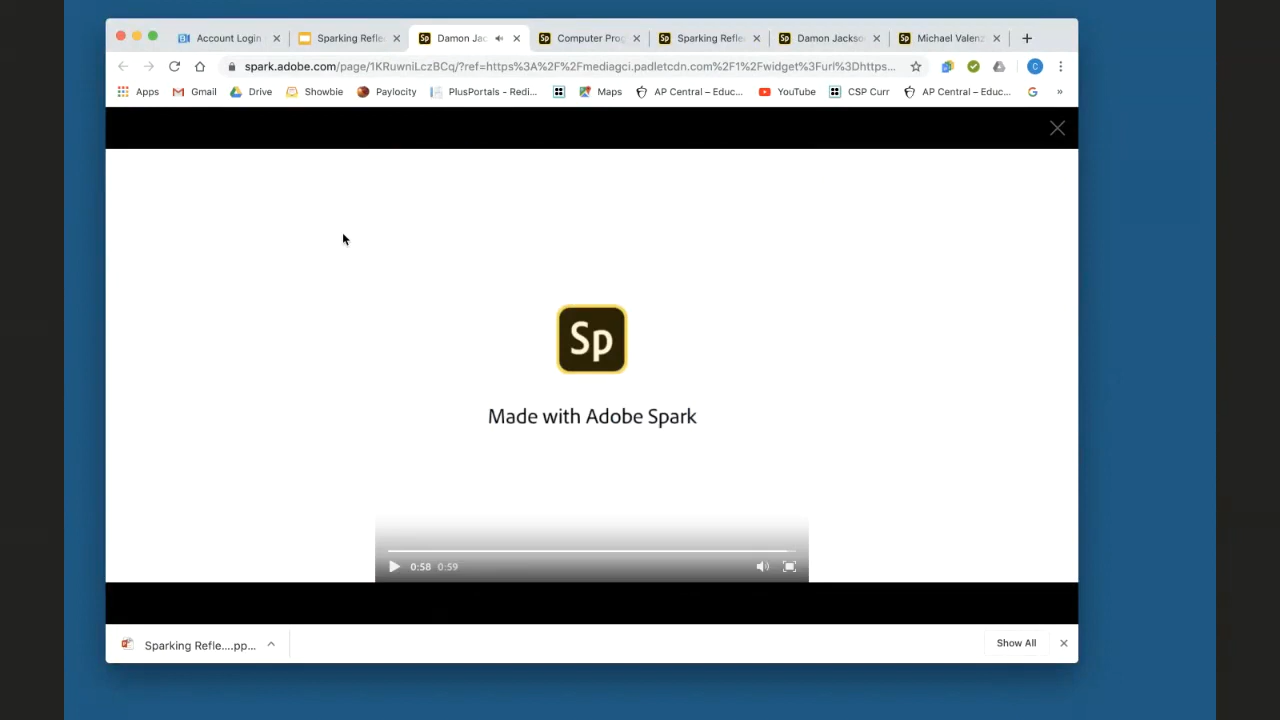 Account Login
Sparking Refle
Damon Jac
Computer Prog
Sparking Refle
Damon Jackso
Michael Valenz
spark.adobe.com/page/1KRuwniLczBCq/?ref=https%3A%2F%2Fmediagci.padletcdn.com%2F1%2Fwidget%3Furl%3Dhttps...
Apps
Gmail
Drive
Showbie
Paylocity
PlusPortals - Redi...
Maps
AP Central – Educ...
YouTube
CSP Curr
AP Central – Educ...
»
C
Sp
Made with Adobe Spark
0:58 0:59
Sparking Refle....pp...
Show All